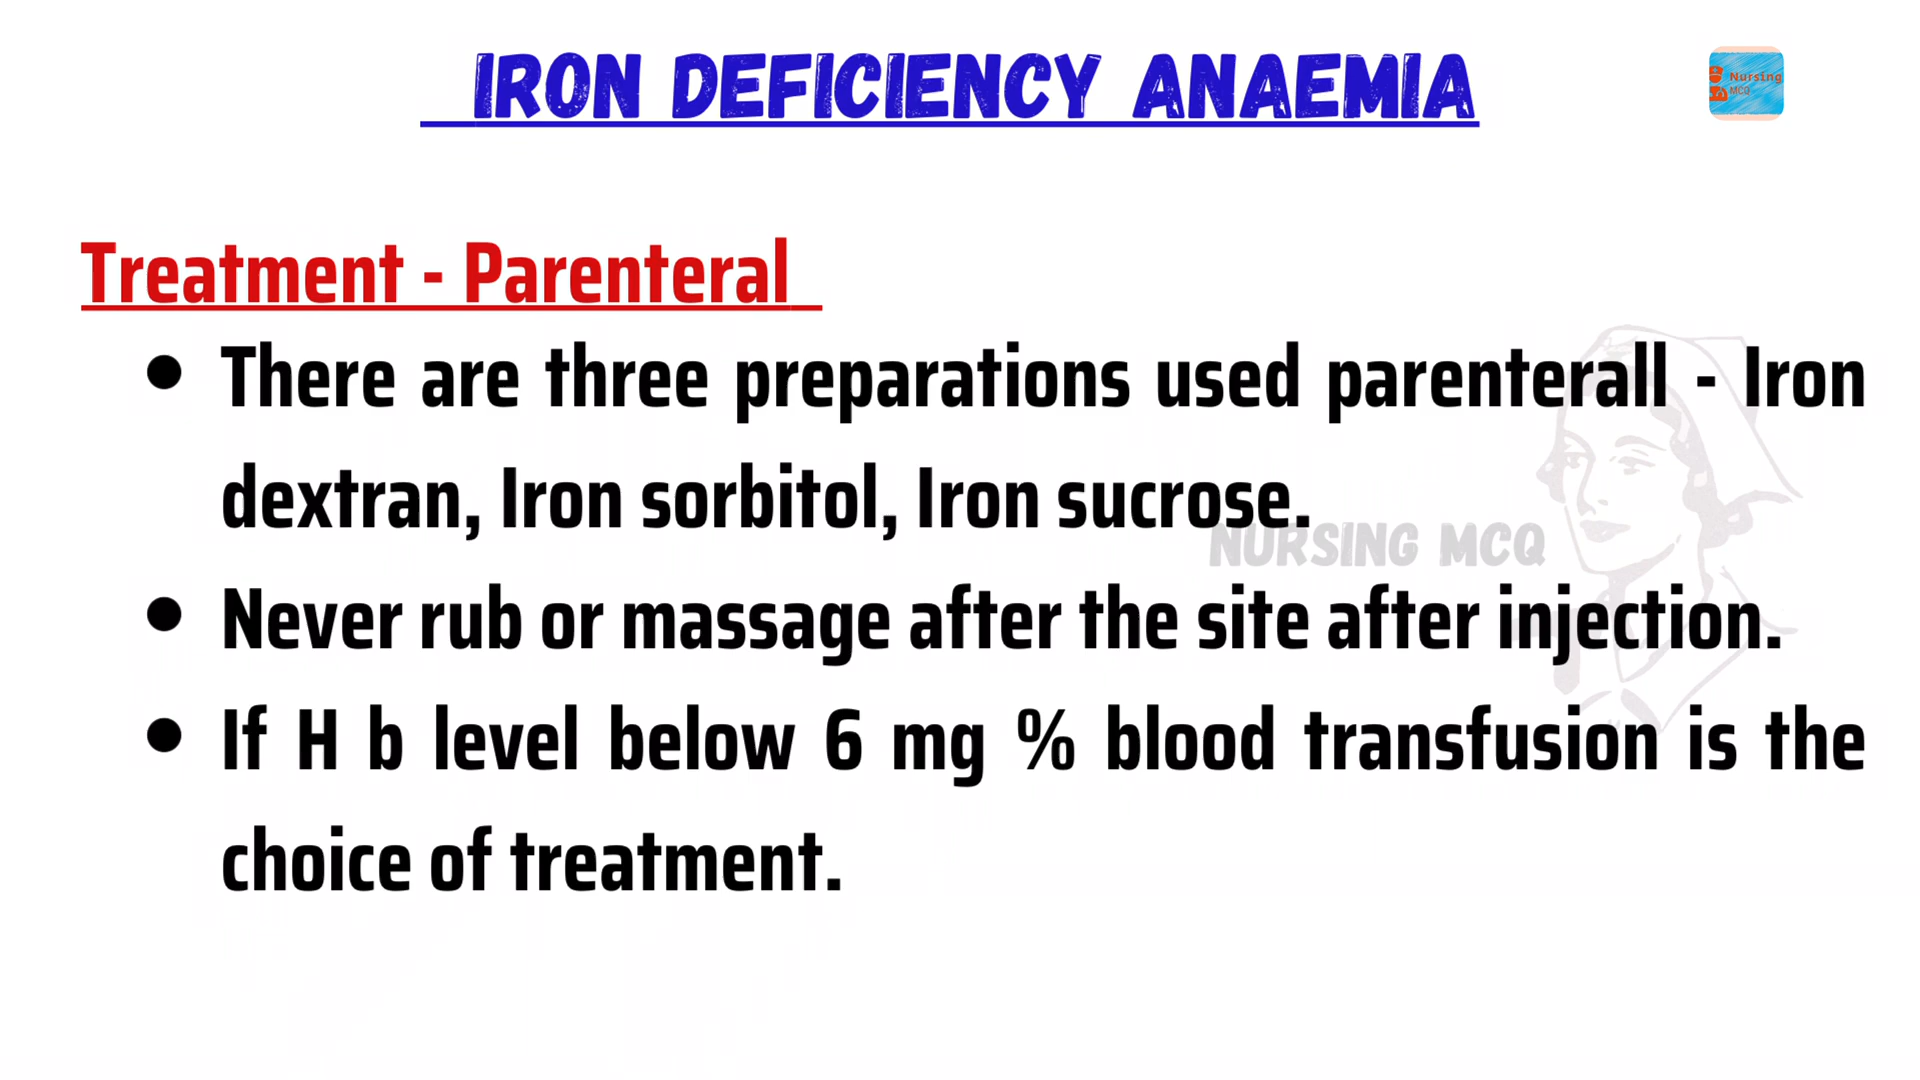 IRON DEFICIENCY ANAEMIA
Nursing
MCQ
Treatment - Parenteral
There are three preparations used parenterall - Iron
dextran, Iron sorbitol, Iron sucrose.
NURSING MCQ
Never rub or massage after the site after injection.
If H b level below 6 mg % blood transfusion is the
choice of treatment.